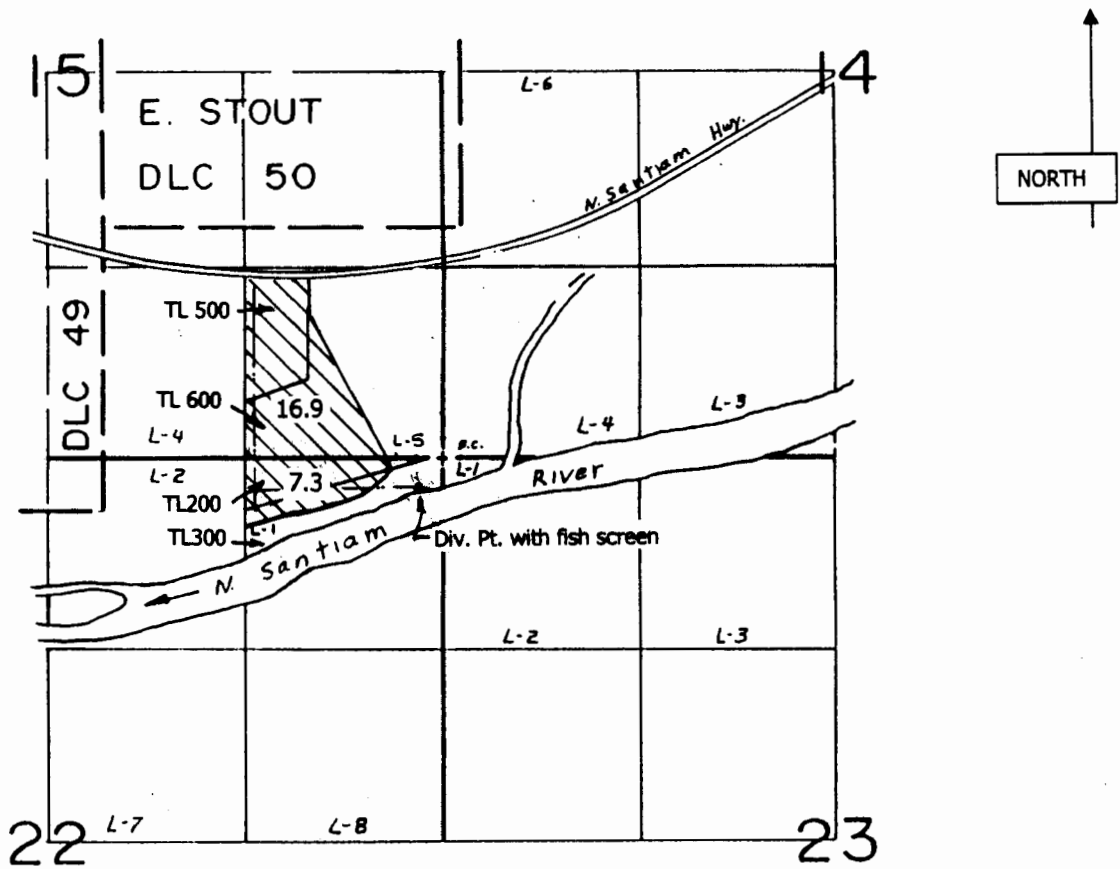 15
14
L-6
E. STOUT
DLC 50
N. Santiam Hwy.
NORTH
DLC 49
TL 500
TL 600
16.9
L-4
L-5
L-4
L-3
L-2
L-1
River
TL200
7.3
L-1
TL300
Div. Pt. with fish screen
N. Santiam
L-2
L-3
L-7
L-8
22
23